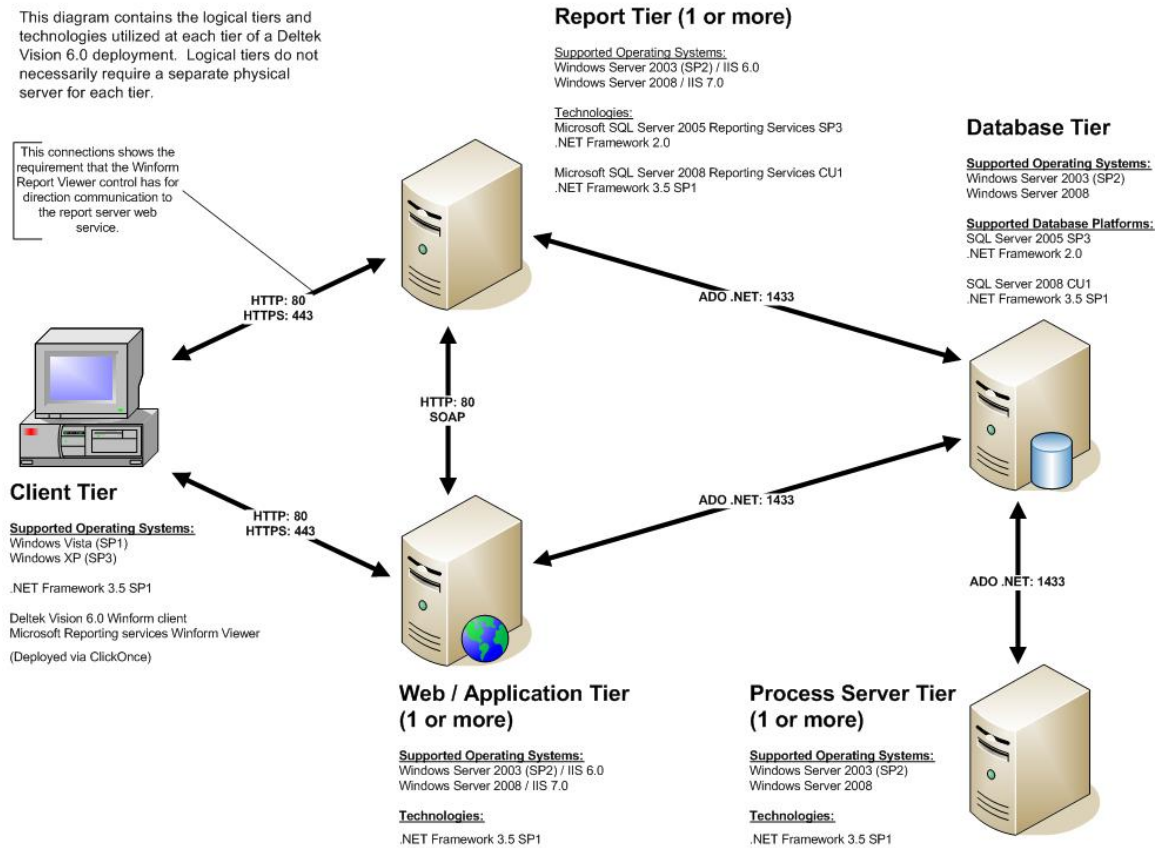 This diagram contains the logical tiers and
technologies utilized at each tier of a Deltek
Vision 6.0 deployment. Logical tiers do not
necessarily require a separate physical
server for each tier.
Report Tier (1 or more)
Supported Operating Systems:
Windows Server 2003 (SP2) / IIS 6.0
Windows Server 2008 / IIS 7.0
Technologies:
Microsoft SQL Server 2005 Reporting Services SP3
.NET Framework 2.0
Microsoft SQL Server 2008 Reporting Services CU1
.NET Framework 3.5 SP1
Database Tier
Supported Operating Systems:
Windows Server 2003 (SP2)
Windows Server 2008
Supported Database Platforms:
SQL Server 2005 SP3
.NET Framework 2.0
SQL Server 2008 CU1
.NET Framework 3.5 SP1
This connections shows the
requirement that the Winform
Report Viewer control has for
direction communication to
the report server web
service.
HTTP: 80
HTTPS: 443
ADO .NET: 1433
HTTP: 80
SOAP
Client Tier
Supported Operating Systems:
Windows Vista (SP1)
Windows XP (SP3)
.NET Framework 3.5 SP1
Deltek Vision 6.0 Winform client
Microsoft Reporting services Winform Viewer
(Deployed via ClickOnce)
HTTP: 80
HTTPS: 443
ADO .NET: 1433
ADO .NET: 1433
Web / Application Tier
(1 or more)
Supported Operating Systems:
Windows Server 2003 (SP2) / IIS 6.0
Windows Server 2008 / IIS 7.0
Technologies:
.NET Framework 3.5 SP1
Process Server Tier
(1 or more)
Supported Operating Systems:
Windows Server 2003 (SP2)
Windows Server 2008
Technologies:
.NET Framework 3.5 SP1